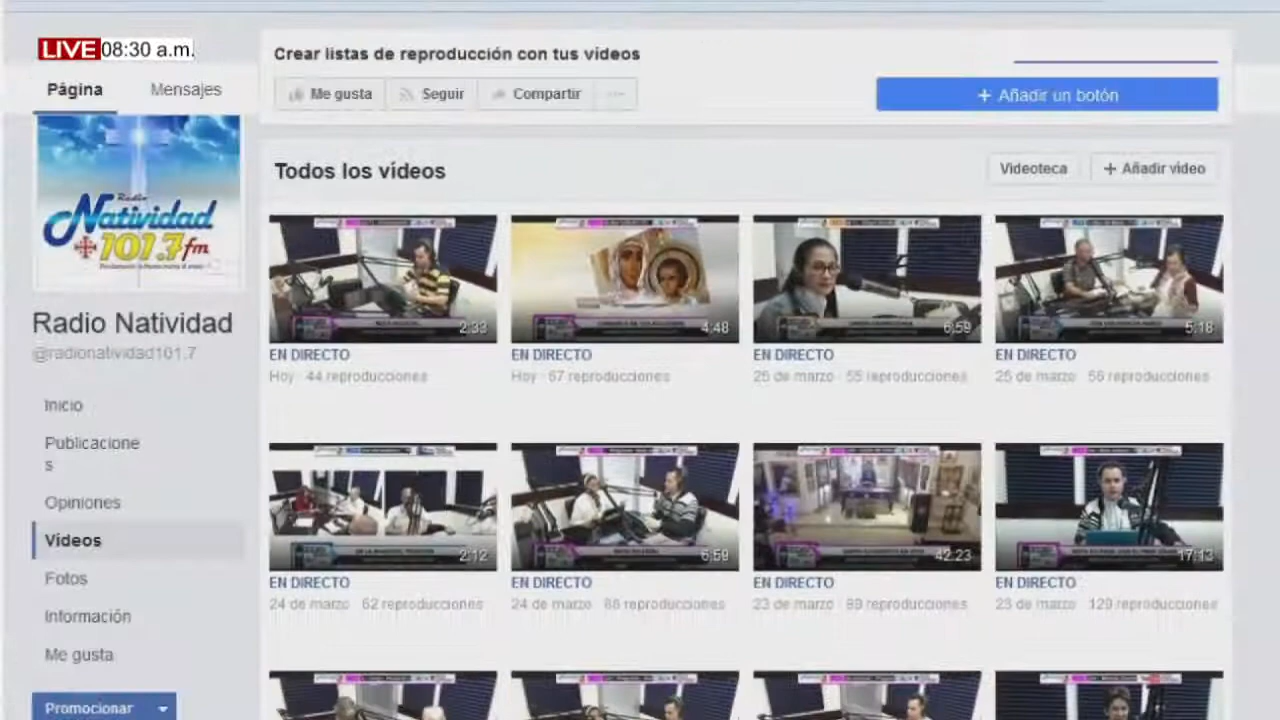 LIVE 08:30 a.m.
Crear listas de reproducción con tus vídeos
Página Mensajes
Me gusta Seguir Compartir ...
+ Añadir un botón
Radio
Natividad
101.7 fm
Todos los vídeos
Videoteca + Añadir vídeo
2:33 4:48 6:59 5:18
EN DIRECTO EN DIRECTO EN DIRECTO EN DIRECTO
Hoy · 44 reproducciones Hoy · 67 reproducciones 25 de marzo · 55 reproducciones 25 de marzo · 56 reproducciones
Radio Natividad
@radionatividad101.7
Inicio
Publicacione
s
Opiniones
Vídeos
Fotos
Información
Me gusta
Promocionar
2:12 6:59 42:23 17:13
EN DIRECTO EN DIRECTO EN DIRECTO EN DIRECTO
24 de marzo · 62 reproducciones 24 de marzo · 66 reproducciones 23 de marzo · 89 reproducciones 23 de marzo · 129 reproducciones